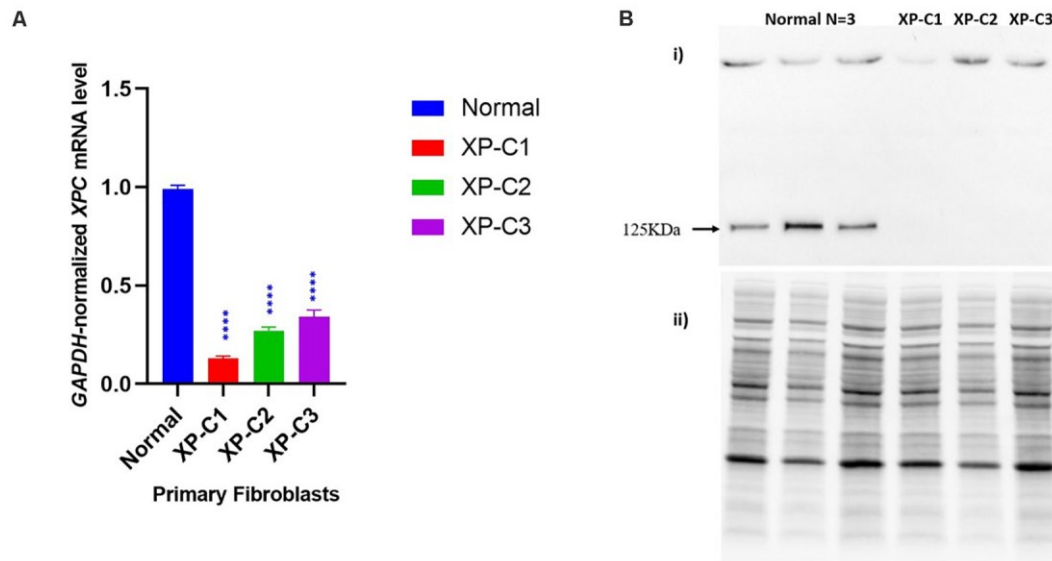 A
GAPDH-normalized XPC mRNA level
1.5
1.0
0.5
0.0
****
****
****
Normal
XP-C1
XP-C2
XP-C3
Primary Fibroblasts
Normal
XP-C1
XP-C2
XP-C3
B
Normal N=3 XP-C1 XP-C2 XP-C3
i)
125KDa
ii)